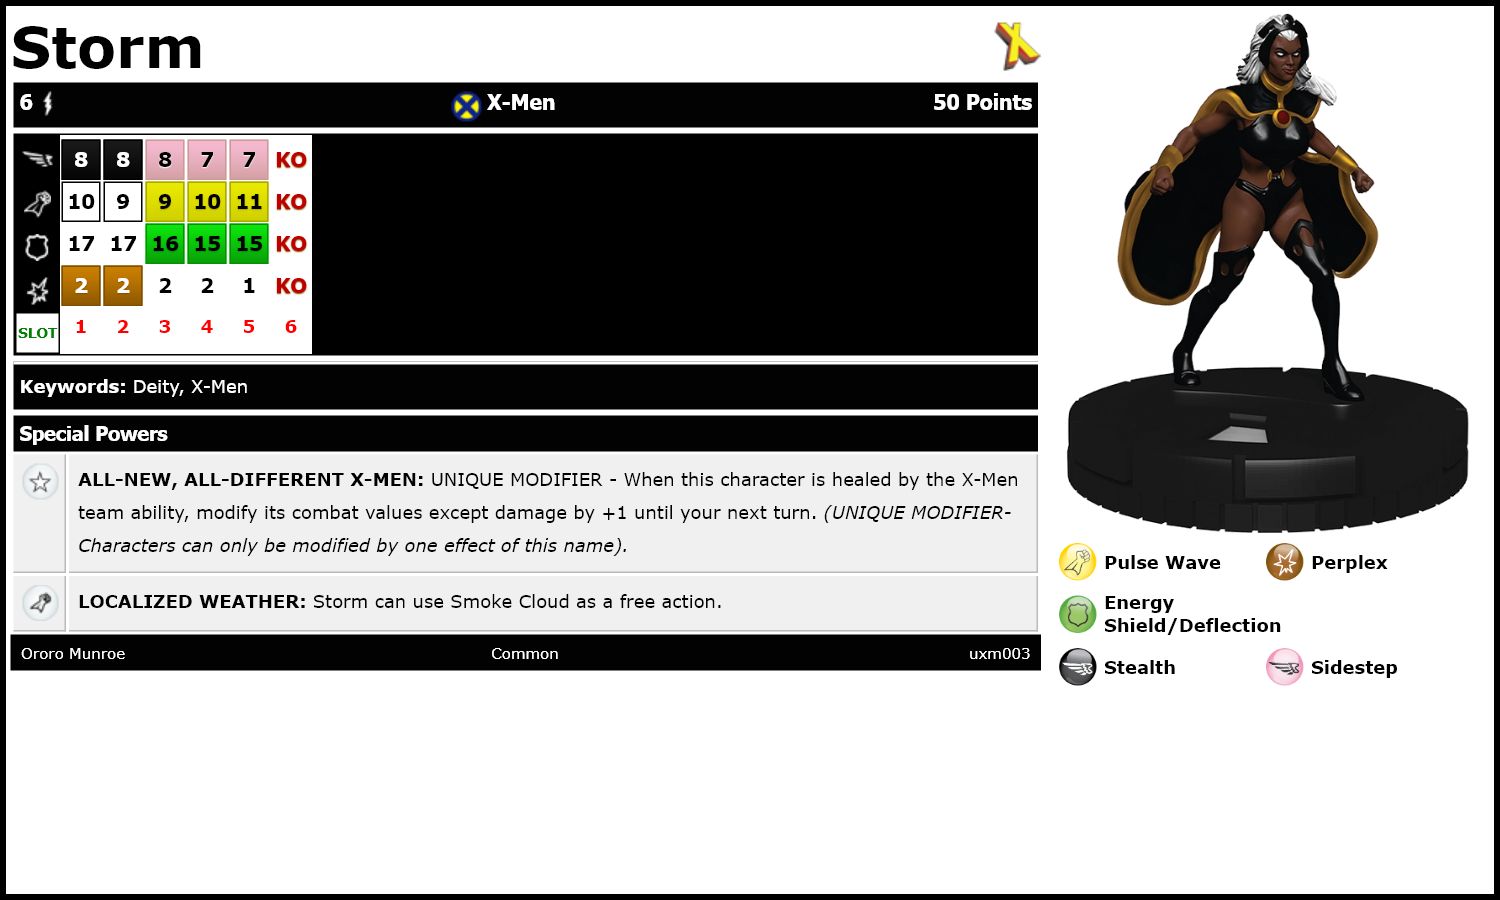 Storm
6 X-Men 50 Points
8 8 8 7 7 KO
10 9 9 10 11 KO
17 17 16 15 15 KO
2 2 2 2 1 KO
SLOT 1 2 3 4 5 6
Keywords: Deity, X-Men
Special Powers
ALL-NEW, ALL-DIFFERENT X-MEN: UNIQUE MODIFIER - When this character is healed by the X-Men
team ability, modify its combat values except damage by +1 until your next turn. (UNIQUE MODIFIER-
Characters can only be modified by one effect of this name).
LOCALIZED WEATHER: Storm can use Smoke Cloud as a free action.
Ororo Munroe Common uxm003
Pulse Wave Perplex
Energy
Shield/Deflection
Stealth Sidestep